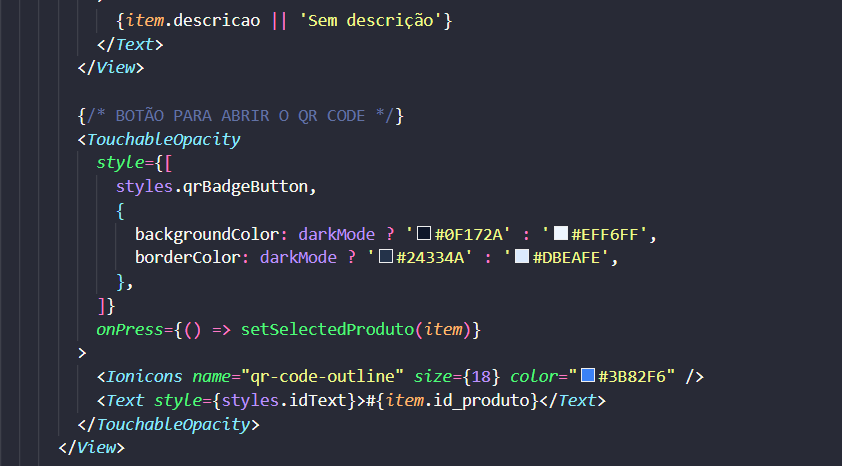 {item.descricao || 'Sem descrição'}
</Text>
</View>
{/* BOTÃO PARA ABRIR O QR CODE */}
<TouchableOpacity
style={[
styles.qrBadgeButton,
{
backgroundColor: darkMode ? '#0F172A' : '#EFF6FF',
borderColor: darkMode ? '#24334A' : '#DBEAFE',
},
]}
onPress={() => setSelectedProduto(item)}
>
<Ionicons name="qr-code-outline" size={18} color="#3B82F6" />
<Text style={styles.idText}>#{item.id_produto}</Text>
</TouchableOpacity>
</View>